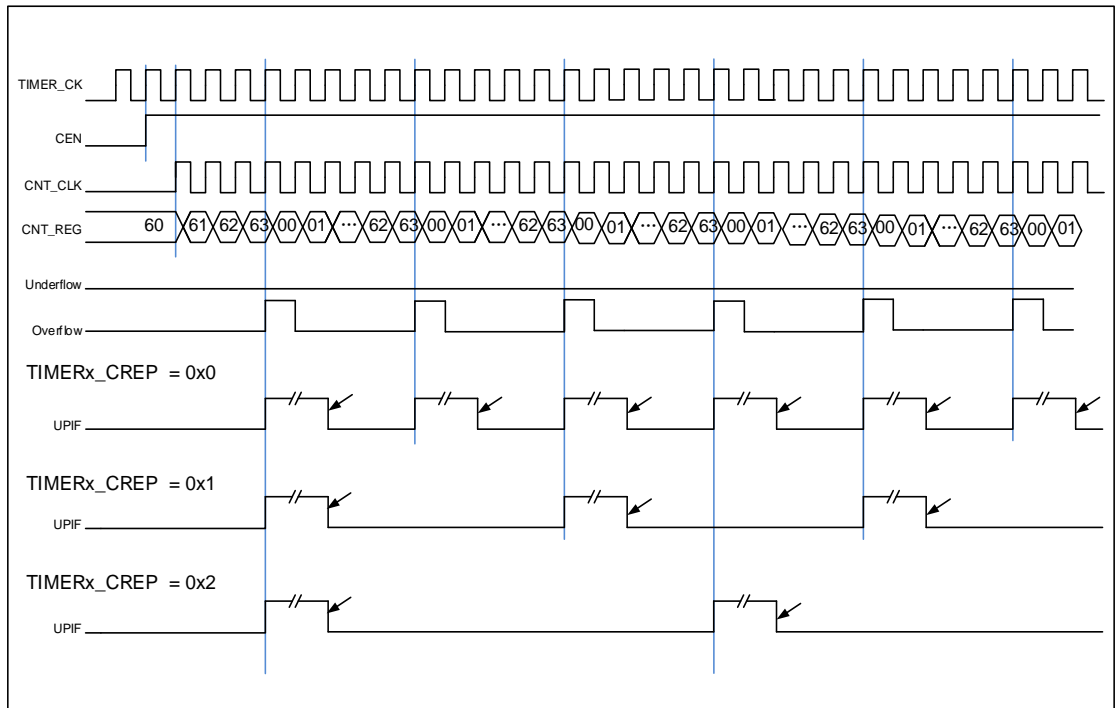 TIMER_CK
CEN
CNT_CLK
CNT_REG 60 61 62 63 00 01 ... 62 63 00 01 ... 62 63 00 01 ... 62 63 00 01 ... 62 63 00 01 ... 62 63 00 01
Underflow
Overflow
TIMERx_CREP = 0x0
UPIF
TIMERx_CREP = 0x1
UPIF
TIMERx_CREP = 0x2
UPIF